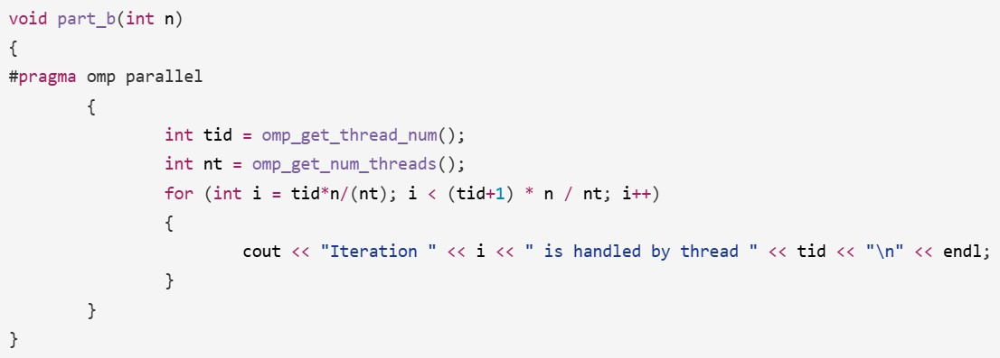 void part_b(int n)
{
#pragma omp parallel
{
int tid = omp_get_thread_num();
int nt = omp_get_num_threads();
for (int i = tid*n/(nt); i < (tid+1) * n / nt; i++)
{
cout << "Iteration " << i << " is handled by thread " << tid << "\n" << endl;
}
}
}